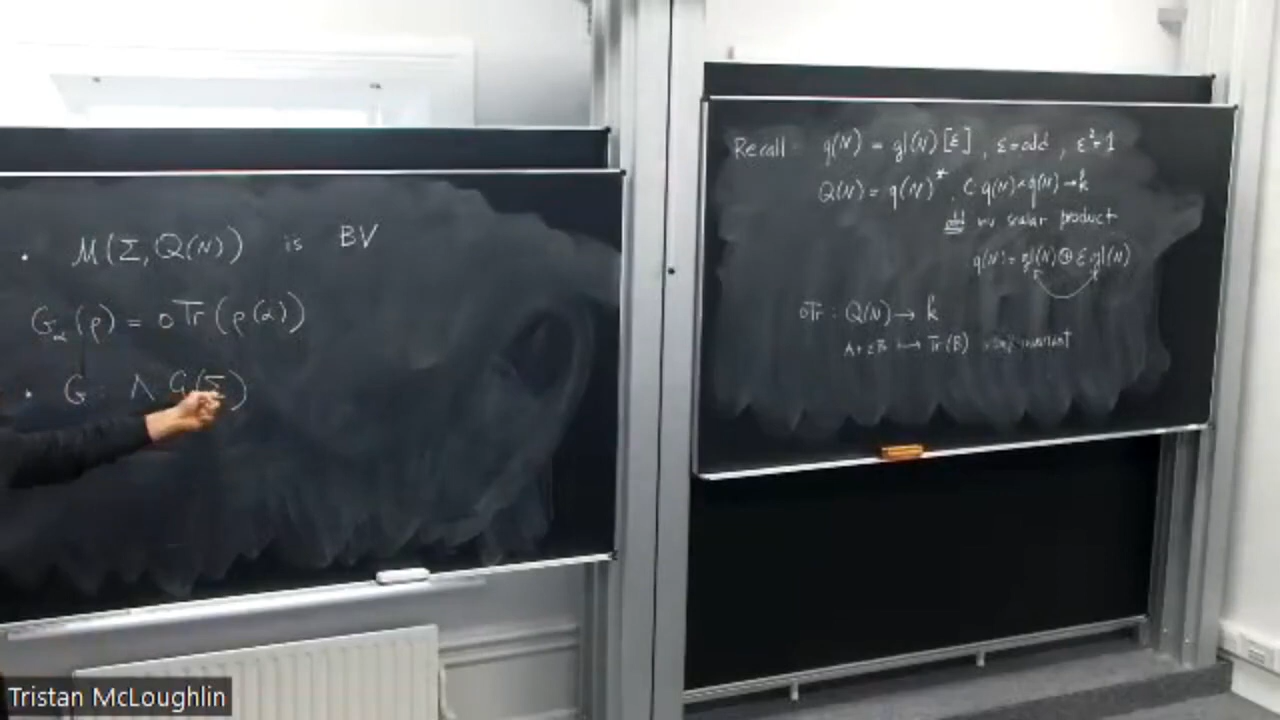 • M(Σ, Q(N)) is BV
G_α(ρ) = oTr(ρ(α))
• G : Λ G(Σ)
Recall q(N) = gl(N)[ε], ε=odd, ε²=1
Q(N) = q(N)*, C: q(N)×q(N)→k
odd inv scalar product
q(N) = gl(N)⊕ε gl(N)
oTr : Q(N) → k
A+εB ↦ Tr(B) invariant
Tristan McLoughlin